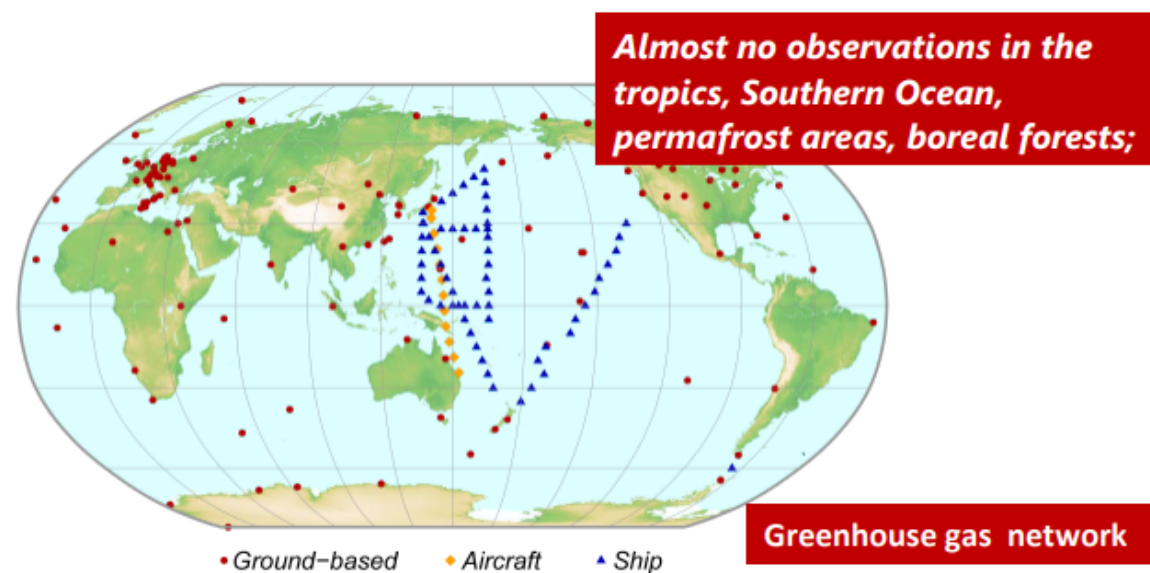 Almost no observations in the
tropics, Southern Ocean,
permafrost areas, boreal forests;
Greenhouse gas network
Ground-based Aircraft Ship